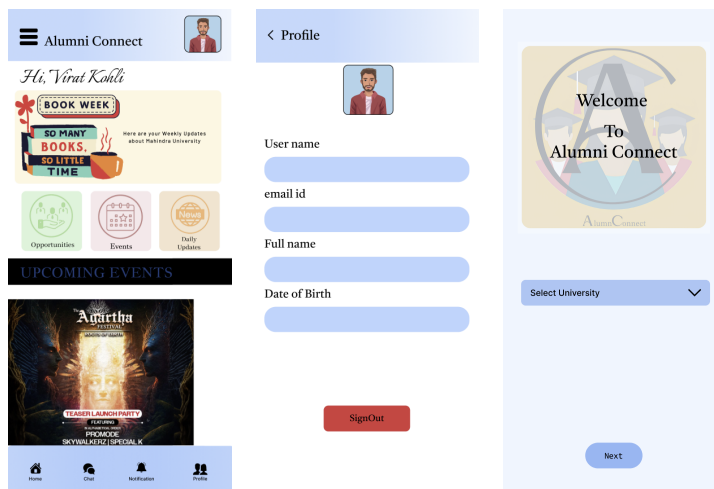 Alumni Connect
Hi, Virat Kohli
BOOK WEEK
SO MANY
BOOKS,
SO LITTLE
TIME
Here are your Weekly Updates
about Mahindra University
Opportunities
Events
News
Daily
Updates
UPCOMING EVENTS
The
Agartha
FESTIVAL
TEASER LAUNCH PARTY
FEATURING
PROMODE
SKYWALKERZ | SPECIAL K
Home
Chat
Notification
Profile
Profile
User name
email id
Full name
Date of Birth
SignOut
Welcome
To
Alumni Connect
AlumnConnect
Select University
Next